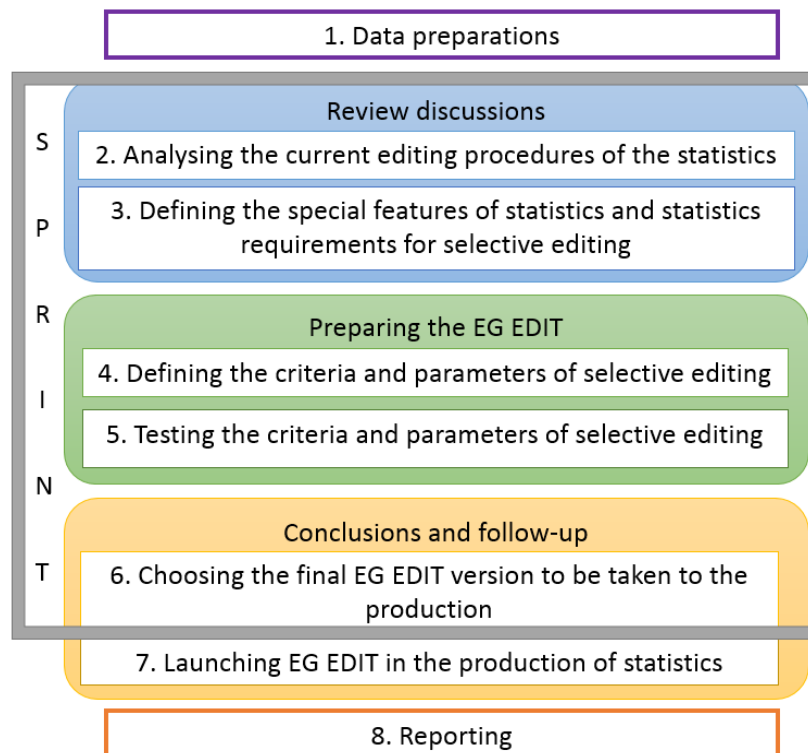 1. Data preparations
SPRINT
Review discussions
2. Analysing the current editing procedures of the statistics
3. Defining the special features of statistics and statistics
requirements for selective editing
Preparing the EG EDIT
4. Defining the criteria and parameters of selective editing
5. Testing the criteria and parameters of selective editing
Conclusions and follow-up
6. Choosing the final EG EDIT version to be taken to the
production
7. Launching EG EDIT in the production of statistics
8. Reporting